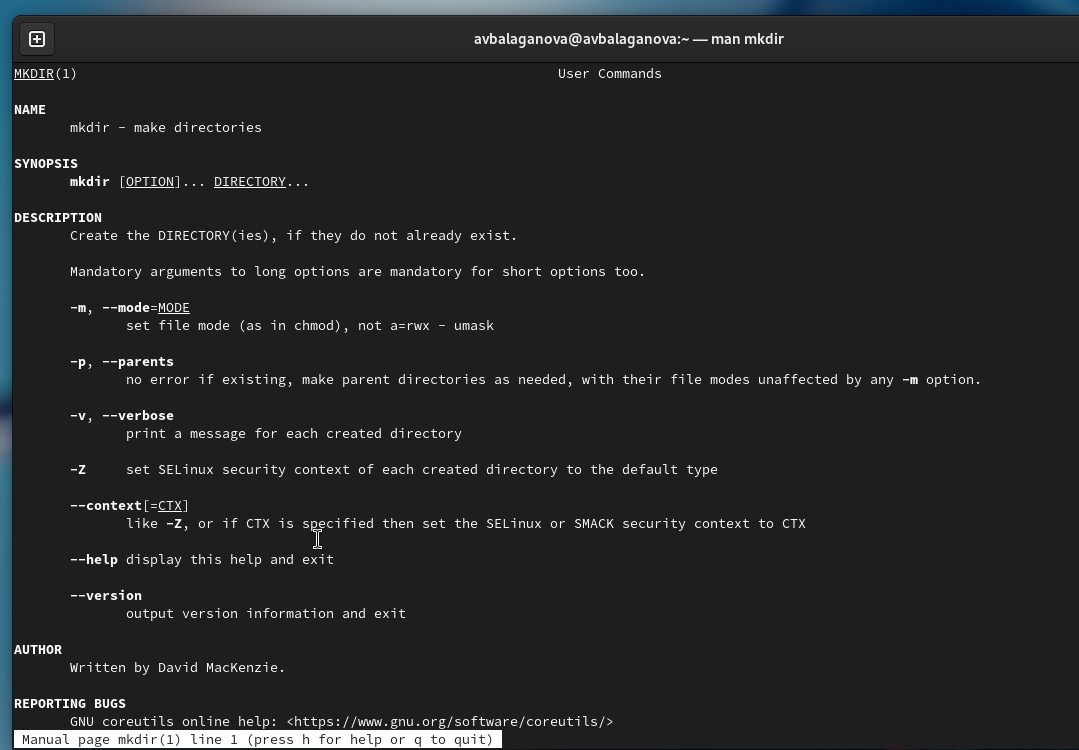 avbalaganova@avbalaganova:~ — man mkdir
MKDIR(1) User Commands
NAME
mkdir - make directories
SYNOPSIS
mkdir [OPTION]... DIRECTORY...
DESCRIPTION
Create the DIRECTORY(ies), if they do not already exist.
Mandatory arguments to long options are mandatory for short options too.
-m, --mode=MODE
set file mode (as in chmod), not a=rwx - umask
-p, --parents
no error if existing, make parent directories as needed, with their file modes unaffected by any -m option.
-v, --verbose
print a message for each created directory
-Z set SELinux security context of each created directory to the default type
--context[=CTX]
like -Z, or if CTX is specified then set the SELinux or SMACK security context to CTX
--help display this help and exit
--version
output version information and exit
AUTHOR
Written by David MacKenzie.
REPORTING BUGS
GNU coreutils online help: <https://www.gnu.org/software/coreutils/>
Manual page mkdir(1) line 1 (press h for help or q to quit)